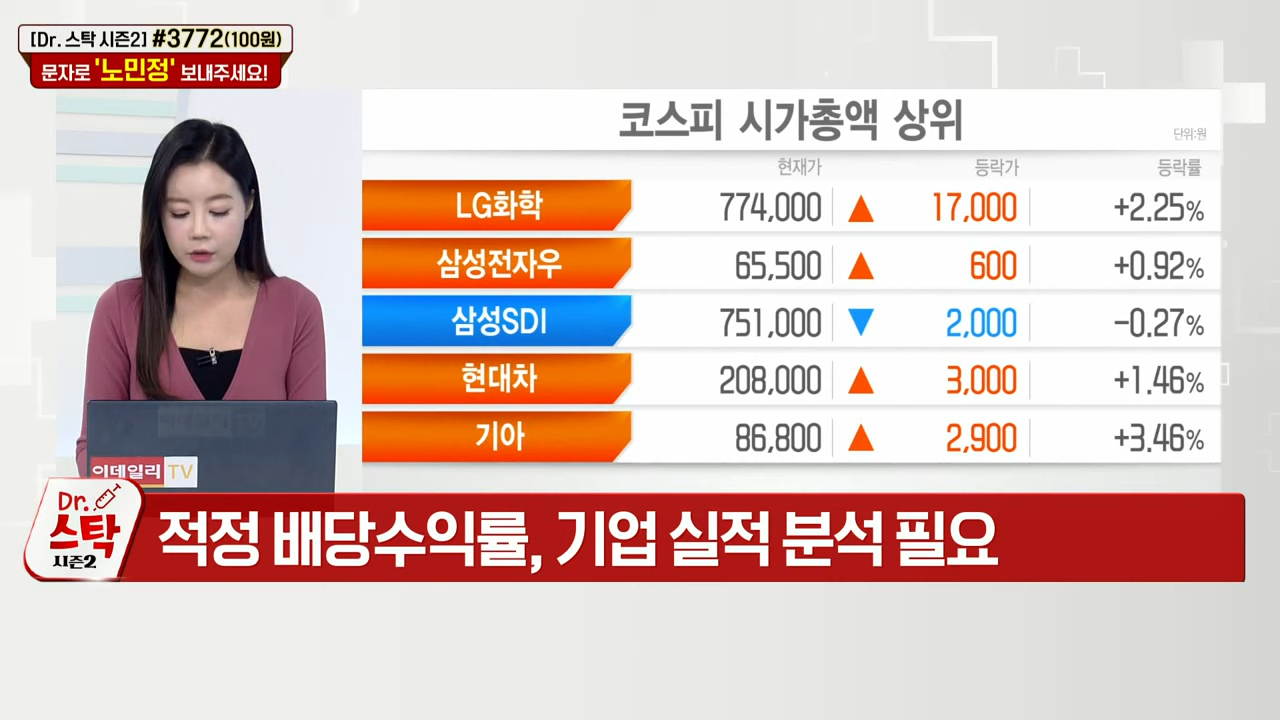 [Dr. 스탁 시즌2] #3772(100원)
문자로 '노민정' 보내주세요!
코스피 시가총액 상위
단위:원
현재가 등락가 등락률
LG화학 774,000 ▲ 17,000 +2.25%
삼성전자우 65,500 ▲ 600 +0.92%
삼성SDI 751,000 ▼ 2,000 -0.27%
현대차 208,000 ▲ 3,000 +1.46%
기아 86,800 ▲ 2,900 +3.46%
이데일리 TV
Dr.
스탁
시즌2
적정 배당수익률, 기업 실적 분석 필요